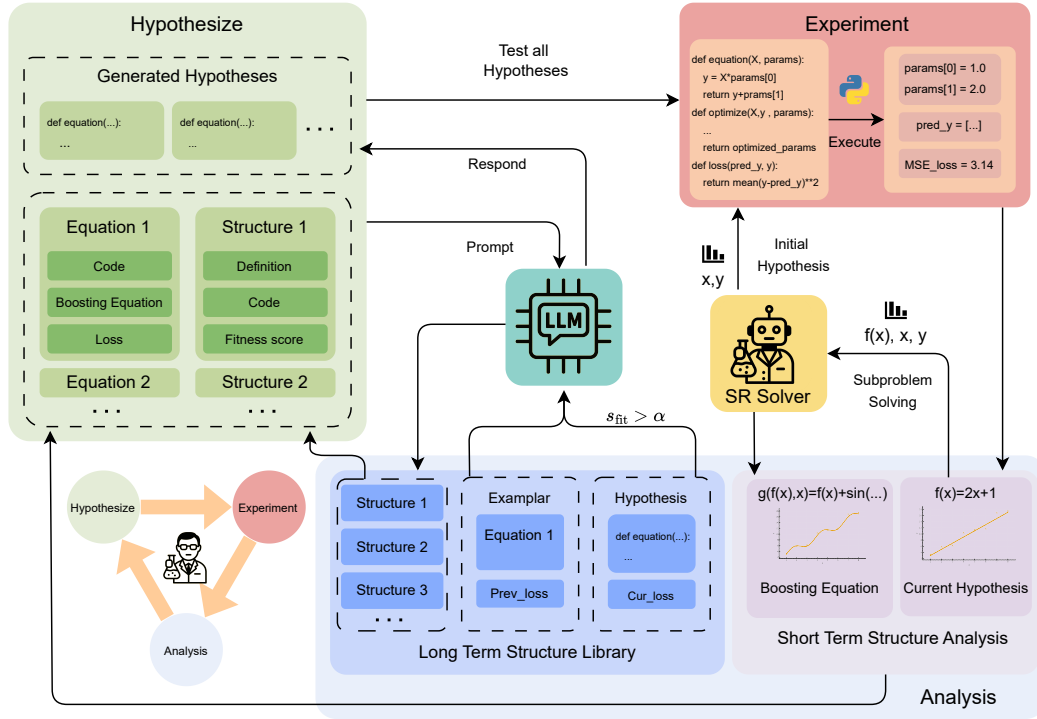 Hypothesize
Generated Hypotheses
def equation(...):
...
def equation(...):
...
. . .
Equation 1
Code
Boosting Equation
Loss
Equation 2
. . .
Structure 1
Definition
Code
Fitness score
Structure 2
. . .
Test all
Hypotheses
Respond
Prompt
LLM
Experiment
def equation(X, params):
y = X*params[0]
return y+prams[1]
def optimize(X,y , params):
...
return optimized_params
def loss(pred_y, y):
return mean(y-pred_y)**2
Execute
params[0] = 1.0
params[1] = 2.0
pred_y = [...]
MSE_loss = 3.14
x,y
Initial
Hypothesis
SR Solver
f(x), x, y
Subproblem
Solving
s_fit > α
Hypothesize
Experiment
Analysis
Structure 1
Structure 2
Structure 3
. . .
Examplar
Equation 1
Prev_loss
Hypothesis
def equation(...):
...
Cur_loss
Long Term Structure Library
g(f(x),x)=f(x)+sin(...)
Boosting Equation
f(x)=2x+1
Current Hypothesis
Short Term Structure Analysis
Analysis